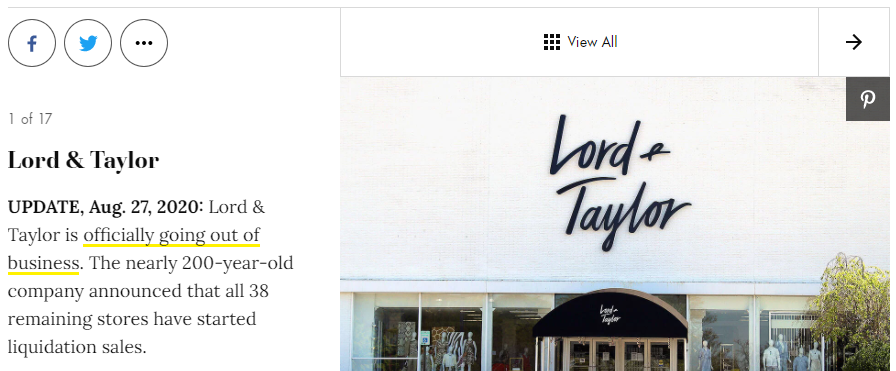 View All
1 of 17
Lord & Taylor
UPDATE, Aug. 27, 2020: Lord &
Taylor is officially going out of
business. The nearly 200-year-old
company announced that all 38
remaining stores have started
liquidation sales.
Lord &
Taylor
Lord &
Taylor